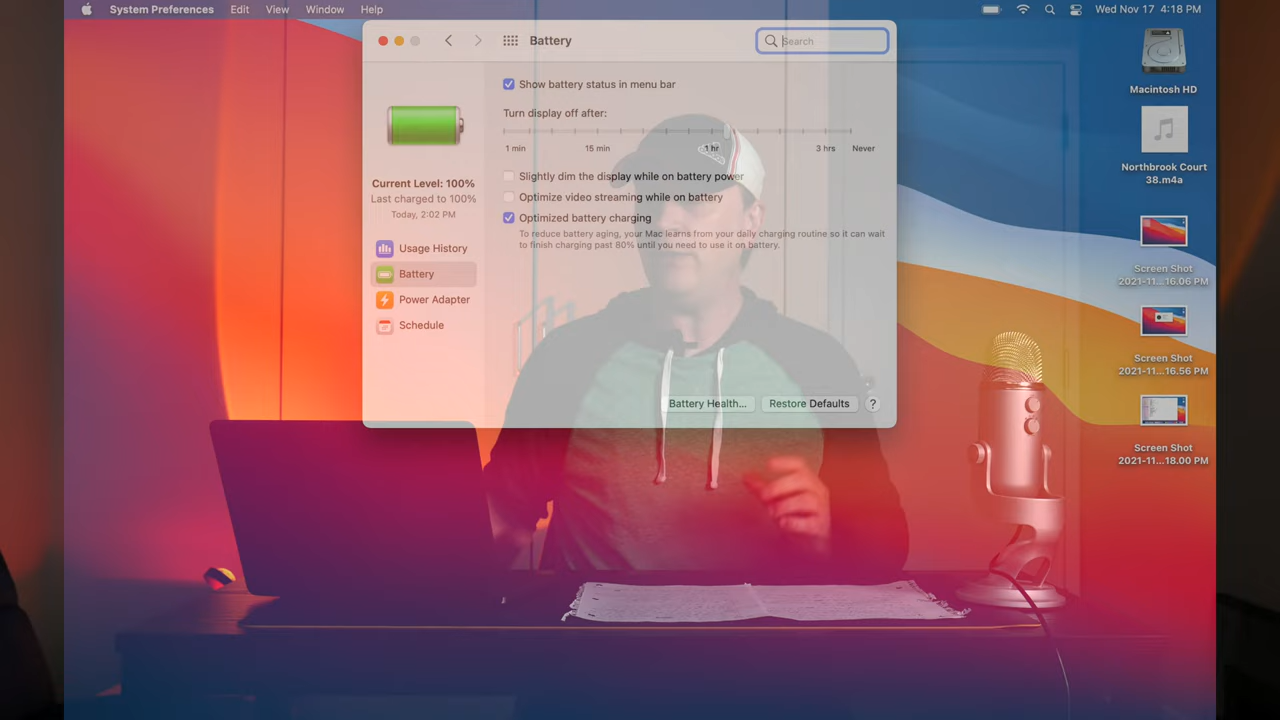 System Preferences Edit View Window Help Wed Nov 17 4:18 PM
Battery
Search
Show battery status in menu bar
Turn display off after:
1 min 15 min 1 hr 3 hrs Never
Slightly dim the display while on battery power
Optimize video streaming while on battery
Optimized battery charging
To reduce battery aging, your Mac learns from your daily charging routine so it can wait
to finish charging past 80% until you need to use it on battery.
Current Level: 100%
Last charged to 100%
Today, 2:02 PM
Usage History
Battery
Power Adapter
Schedule
Battery Health... Restore Defaults ?
Macintosh HD
Northbrook Court
38.m4a
Screen Shot
2021-11...16.06 PM
Screen Shot
2021-11...16.56 PM
Screen Shot
2021-11...18.00 PM